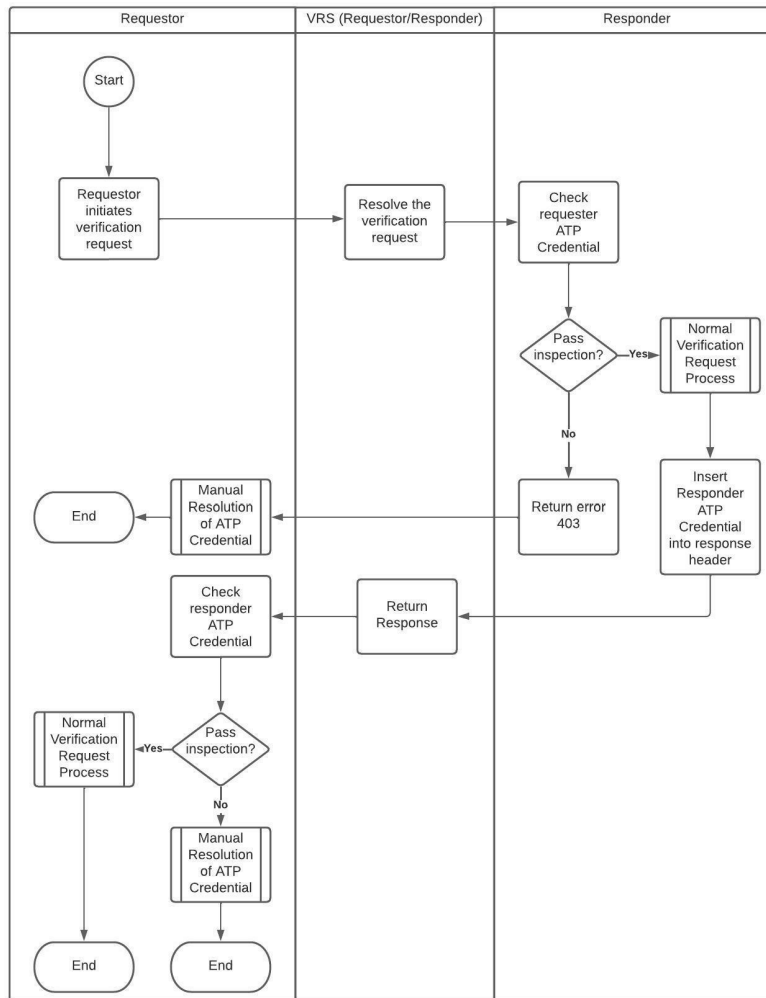 Requestor
VRS (Requestor/Responder)
Responder
Start
Requestor
initiates
verification
request
Resolve the
verification
request
Check
requester
ATP
Credential
Pass
inspection?
Yes
Normal
Verification
Request
Process
No
Insert
Responder
ATP
Credential
into response
header
Return error
403
Manual
Resolution
of ATP
Credential
End
Return
Response
Check
responder
ATP
Credential
Pass
inspection?
Yes
Normal
Verification
Request
Process
No
Manual
Resolution
of ATP
Credential
End
End